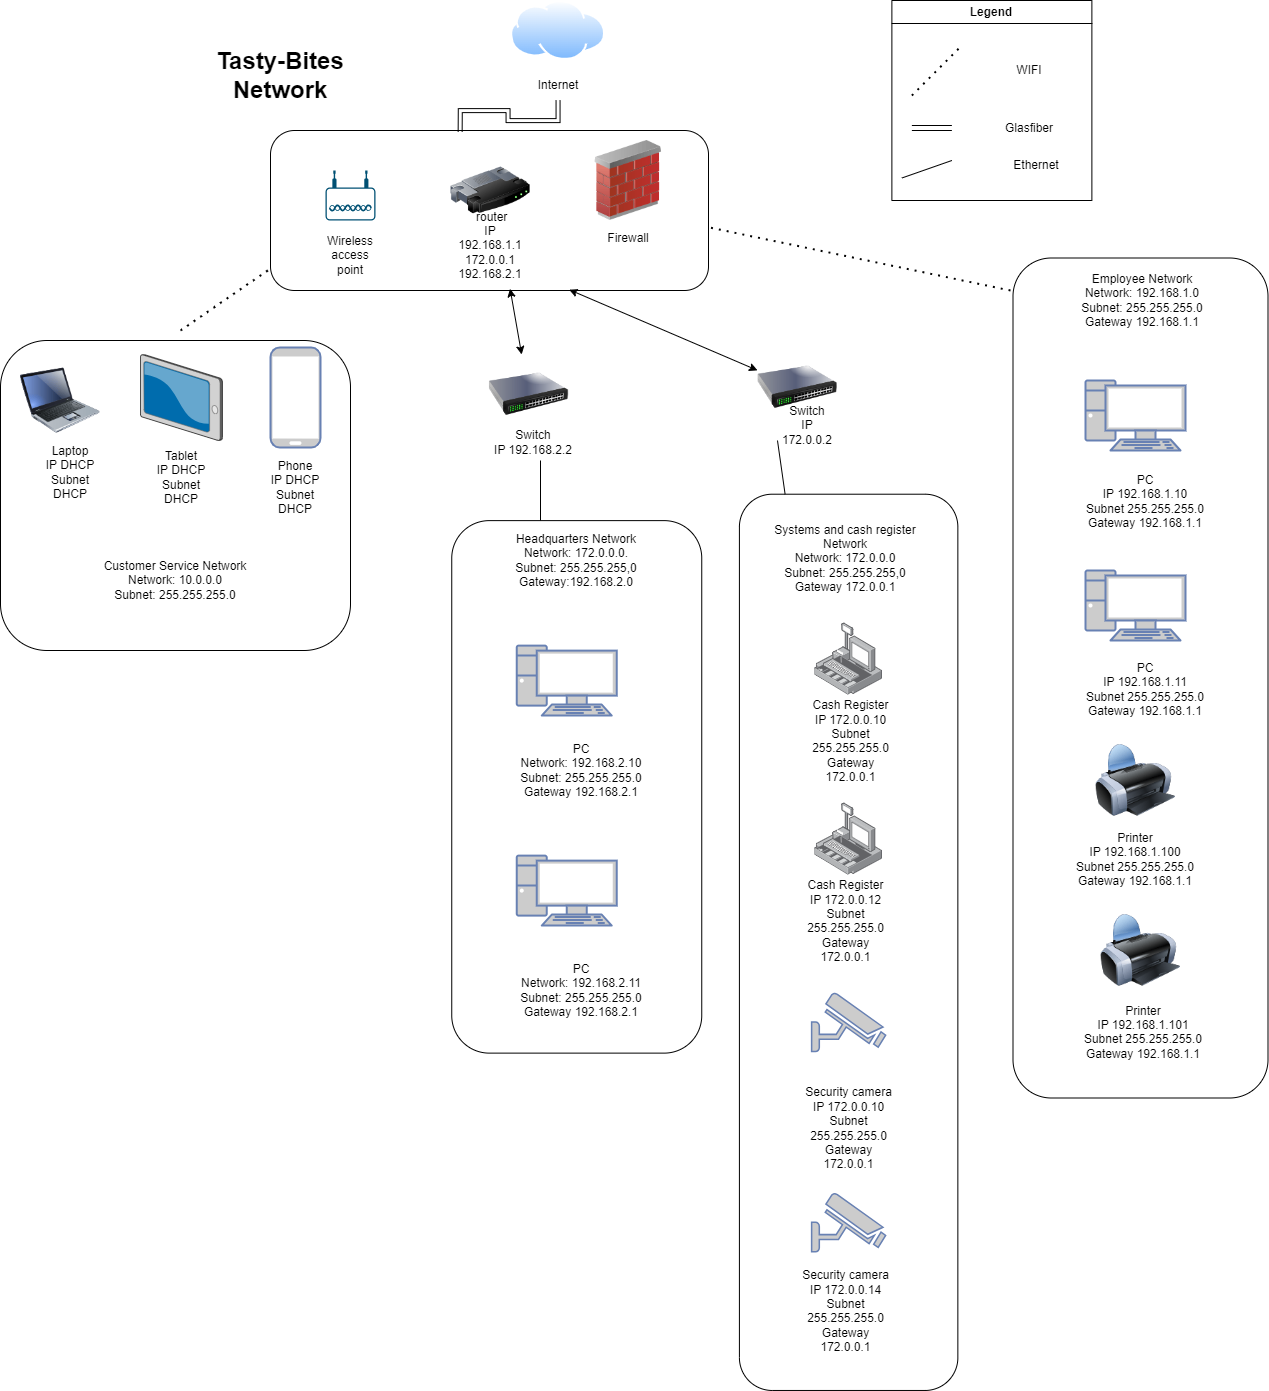 Tasty-Bites
Network
Internet
Legend
WIFI
Glasfiber
Ethernet
Wireless
access
point
router
IP
192.168.1.1
172.0.0.1
192.168.2.1
Firewall
Switch
IP 192.168.2.2
Switch
IP
172.0.0.2
Laptop
IP DHCP
Subnet
DHCP
Tablet
IP DHCP
Subnet
DHCP
Phone
IP DHCP
Subnet
DHCP
Customer Service Network
Network: 10.0.0.0
Subnet: 255.255.255.0
Headquarters Network
Network: 172.0.0.0.
Subnet: 255.255.255,0
Gateway:192.168.2.0
PC
Network: 192.168.2.10
Subnet: 255.255.255.0
Gateway 192.168.2.1
PC
Network: 192.168.2.11
Subnet: 255.255.255.0
Gateway 192.168.2.1
Systems and cash register
Network
Network: 172.0.0.0
Subnet: 255.255.255,0
Gateway 172.0.0.1
Cash Register
IP 172.0.0.10
Subnet
255.255.255.0
Gateway
172.0.0.1
Cash Register
IP 172.0.0.12
Subnet
255.255.255.0
Gateway
172.0.0.1
Security camera
IP 172.0.0.10
Subnet
255.255.255.0
Gateway
172.0.0.1
Security camera
IP 172.0.0.14
Subnet
255.255.255.0
Gateway
172.0.0.1
Employee Network
Network: 192.168.1.0
Subnet: 255.255.255.0
Gateway 192.168.1.1
PC
IP 192.168.1.10
Subnet 255.255.255.0
Gateway 192.168.1.1
PC
IP 192.168.1.11
Subnet 255.255.255.0
Gateway 192.168.1.1
Printer
IP 192.168.1.100
Subnet 255.255.255.0
Gateway 192.168.1.1
Printer
IP 192.168.1.101
Subnet 255.255.255.0
Gateway 192.168.1.1